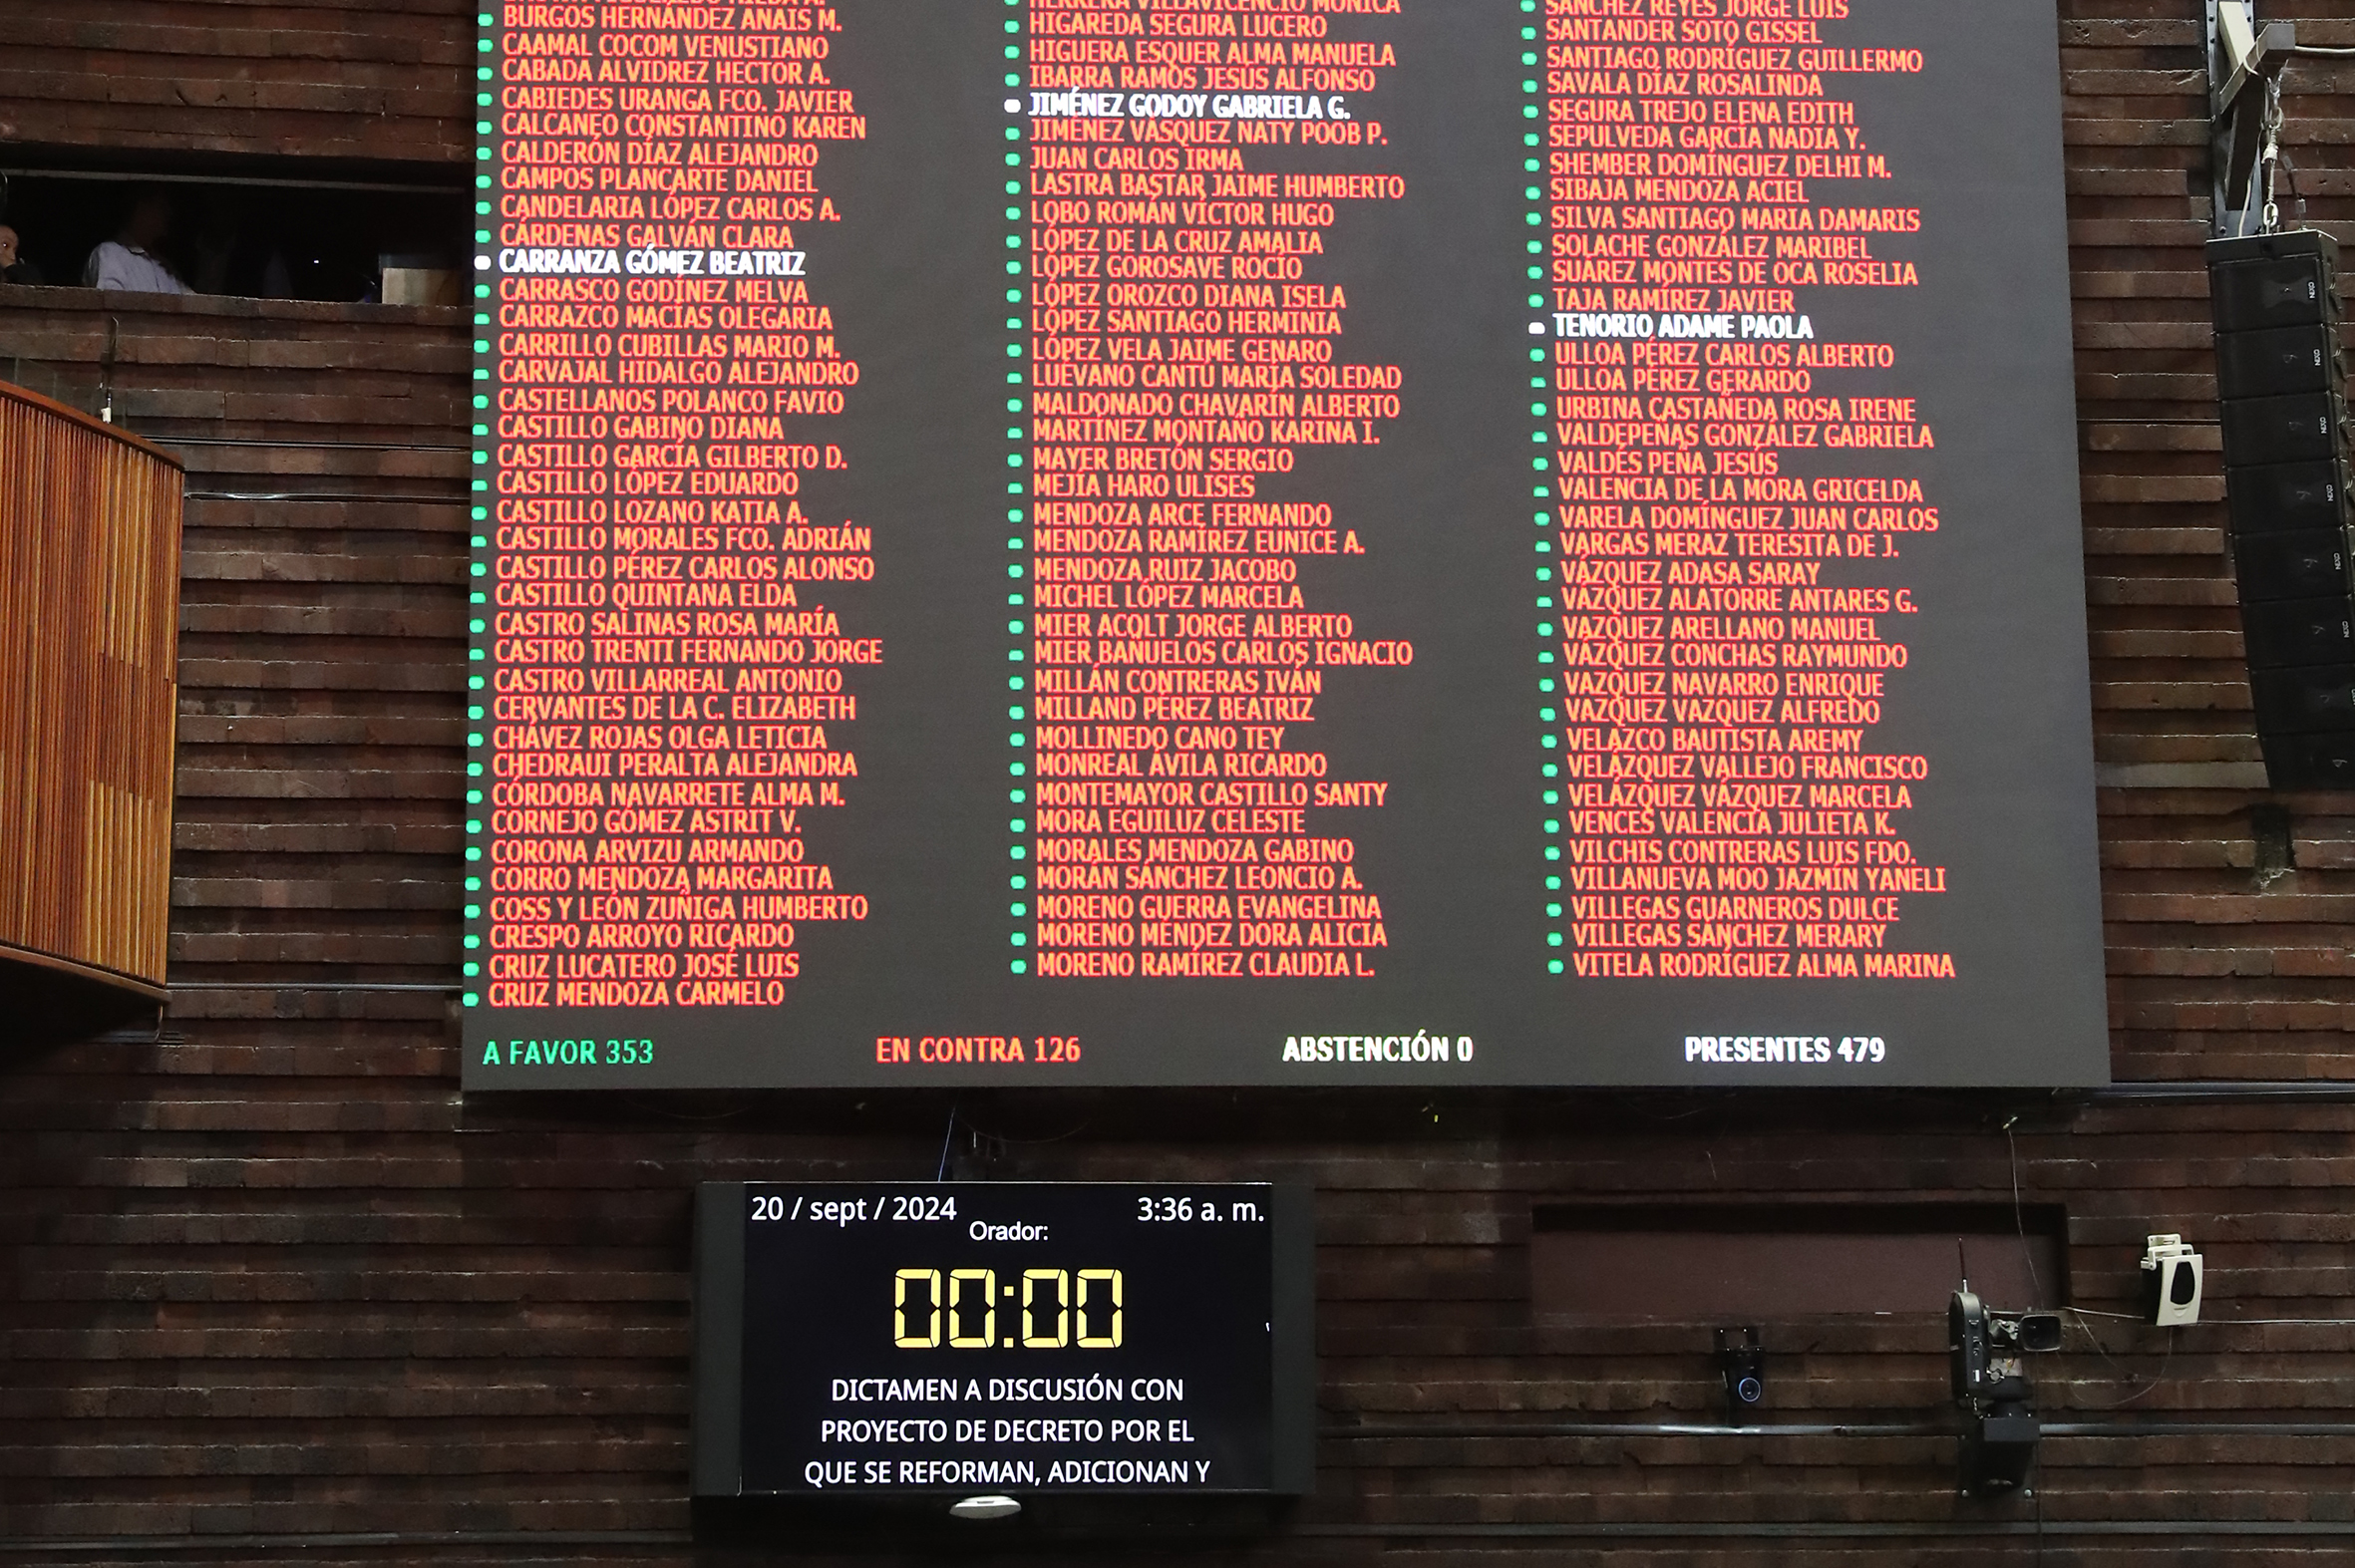 BURGOS HERNÁNDEZ ANAIS M.
CAAMAL COCOM VENUSTIANO
CABADA ALVIDREZ HECTOR A.
CABIEDES URANGA FCO. JAVIER
CALCANEO CONSTANTINO KAREN
CALDERÓN DÍAZ ALEJANDRO
CAMPOS PLANCARTE DANIEL
CANDELARIA LÓPEZ CARLOS A.
CÁRDENAS GALVÁN CLARA
CARRANZA GÓMEZ BEATRIZ
CARRASCO GODÍNEZ MELVA
CARRAZCO MACÍAS OLEGARIA
CARRILLO CUBILLAS MARIO M.
CARVAJAL HIDALGO ALEJANDRO
CASTELLANOS POLANCO FAVIO
CASTILLO GABINO DIANA
CASTILLO GARCÍA GILBERTO D.
CASTILLO LÓPEZ EDUARDO
CASTILLO LOZANO KATIA A.
CASTILLO MORALES FCO. ADRIÁN
CASTILLO PÉREZ CARLOS ALONSO
CASTILLO QUINTANA ELDA
CASTRO SALINAS ROSA MARÍA
CASTRO TRENTI FERNANDO JORGE
CASTRO VILLARREAL ANTONIO
CERVANTES DE LA C. ELIZABETH
CHÁVEZ ROJAS OLGA LETICIA
CHEDRAUI PERALTA ALEJANDRA
CÓRDOBA NAVARRETE ALMA M.
CORNEJO GÓMEZ ASTRIT V.
CORONA ARVIZU ARMANDO
CORRO MENDOZA MARGARITA
COSS Y LEÓN ZUÑIGA HUMBERTO
CRESPO ARROYO RICARDO
CRUZ LUCATERO JOSÉ LUIS
CRUZ MENDOZA CARMELO
HERRERA VILLAVICENCIO MÓNICA
HIGAREDA SEGURA LUCERO
HIGUERA ESQUER ALMA MANUELA
IBARRA RAMOS JESÚS ALFONSO
JIMÉNEZ GODOY GABRIELA G.
JIMÉNEZ VÁSQUEZ NATY POOB P.
JUAN CARLOS IRMA
LASTRA BASTAR JAIME HUMBERTO
LOBO ROMÁN VÍCTOR HUGO
LÓPEZ DE LA CRUZ AMALIA
LÓPEZ GOROSAVE ROCÍO
LÓPEZ OROZCO DIANA ISELA
LÓPEZ SANTIAGO HERMINIA
LÓPEZ VELA JAIME GENARO
LUÉVANO CANTÚ MARÍA SOLEDAD
MALDONADO CHAVARÍN ALBERTO
MARTÍNEZ MONTAÑO KARINA I.
MAYER BRETÓN SERGIO
MEJÍA HARO ULISES
MENDOZA ARCE FERNANDO
MENDOZA RAMÍREZ EUNICE A.
MENDOZA RUIZ JACOBO
MICHEL LÓPEZ MARCELA
MIER ACOLT JORGE ALBERTO
MIER BAÑUELOS CARLOS IGNACIO
MILLÁN CONTRERAS IVÁN
MILLAND PÉREZ BEATRIZ
MOLLINEDO CANO TEY
MONREAL ÁVILA RICARDO
MONTEMAYOR CASTILLO SANTY
MORA EGUILUZ CELESTE
MORALES MENDOZA GABINO
MORÁN SÁNCHEZ LEONCIO A.
MORENO GUERRA EVANGELINA
MORENO MÉNDEZ DORA ALICIA
MORENO RAMÍREZ CLAUDIA L.
SÁNCHEZ REYES JORGE LUIS
SANTANDER SOTO GISSEL
SANTIAGO RODRÍGUEZ GUILLERMO
SAVALA DÍAZ ROSALINDA
SEGURA TREJO ELENA EDITH
SEPULVEDA GARCÍA NADIA Y.
SHEMBER DOMÍNGUEZ DELHI M.
SIBAJA MENDOZA ACIEL
SILVA SANTIAGO MARIA DAMARIS
SOLACHE GONZÁLEZ MARIBEL
SUÁREZ MONTES DE OCA ROSELIA
TAJA RAMÍREZ JAVIER
TENORIO ADAME PAOLA
ULLOA PÉREZ CARLOS ALBERTO
ULLOA PÉREZ GERARDO
URBINA CASTAÑEDA ROSA IRENE
VALDEPEÑAS GONZÁLEZ GABRIELA
VALDÉS PEÑA JESÚS
VALENCIA DE LA MORA GRICELDA
VARELA DOMÍNGUEZ JUAN CARLOS
VARGAS MERAZ TERESITA DE J.
VÁZQUEZ ADASA SARAY
VÁZQUEZ ALATORRE ANTARES G.
VÁZQUEZ ARELLANO MANUEL
VÁZQUEZ CONCHAS RAYMUNDO
VAZQUEZ NAVARRO ENRIQUE
VAZQUEZ VAZQUEZ ALFREDO
VELAZCO BAUTISTA AREMY
VELÁZQUEZ VALLEJO FRANCISCO
VELÁZQUEZ VÁZQUEZ MARCELA
VENCES VALENCIA JULIETA K.
VILCHIS CONTRERAS LUIS FDO.
VILLANUEVA MOO JAZMÍN YANELI
VILLEGAS GUARNEROS DULCE
VILLEGAS SÁNCHEZ MERARY
VITELA RODRÍGUEZ ALMA MARINA
A FAVOR 353
EN CONTRA 126
ABSTENCIÓN 0
PRESENTES 479
20 / sept / 2024
3:36 a. m.
Orador:
00:00
DICTAMEN A DISCUSIÓN CON
PROYECTO DE DECRETO POR EL
QUE SE REFORMAN, ADICIONAN Y